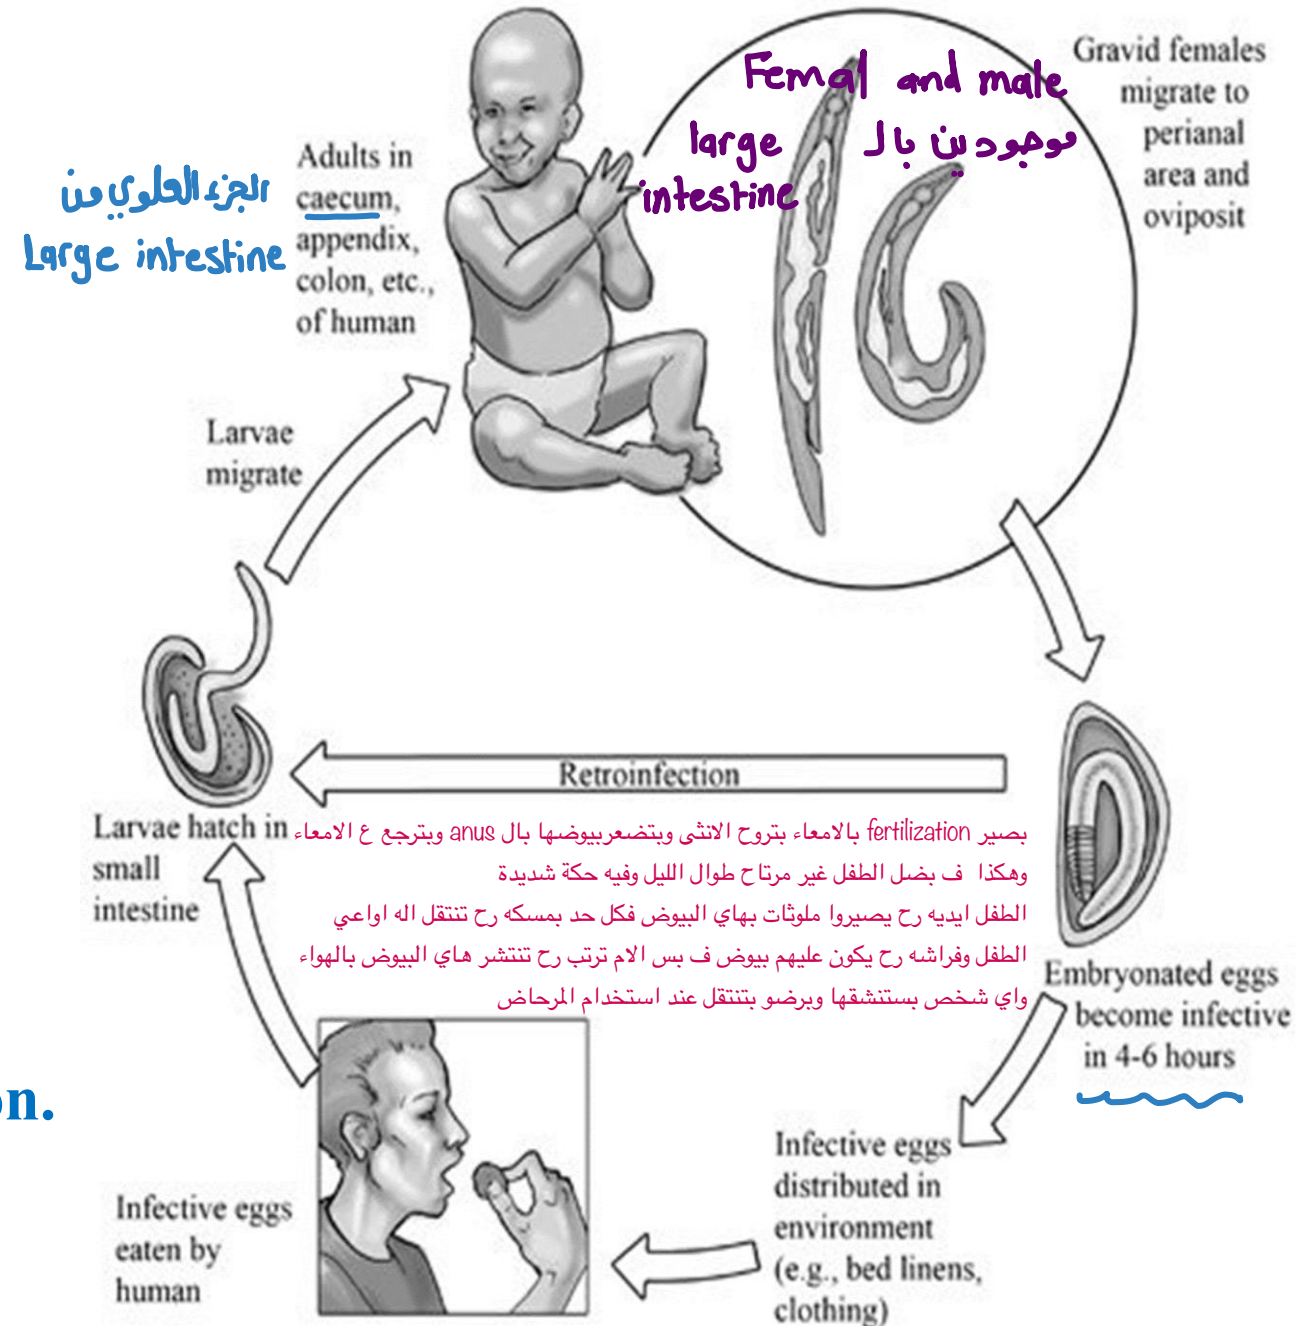 Femal and male
موجودين بال
large
intestine
Gravid females
migrate to
perianal
area and
oviposit
Adults in
caecum,
appendix,
colon, etc.,
of human
الجزء العلوي من
Large intestine
Larvae
migrate
Retroinfection
Larvae hatch in
small
intestine
بصير fertilization بالامعاء بتروح الانثى وبتضعربيوضها بال anus وبترجع ع الامعاء
وهكذا ف بضل الطفل غير مرتاح طوال الليل وفيه حكة شديدة
الطفل ايديه رح يصيروا ملوثات بهاي البيوض فكل حد بمسكه رح تنتقل اله اواعي
الطفل وفراشه رح يكون عليهم بيوض ف بس الام ترتب رح تنتشر هاي البيوض بالهواء
واي شخص بستنشقها وبرضو بتنتقل عند استخدام المرحاض
Embryonated eggs
become infective
in 4-6 hours
on.
Infective eggs
distributed in
environment
(e.g., bed linens,
clothing)
Infective eggs
eaten by
human